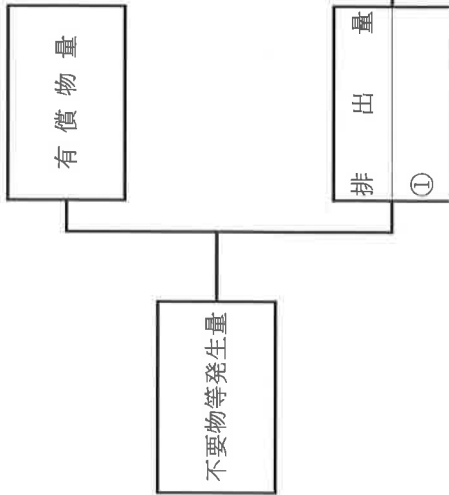 有償物量
排出量
①
不要物等発生量